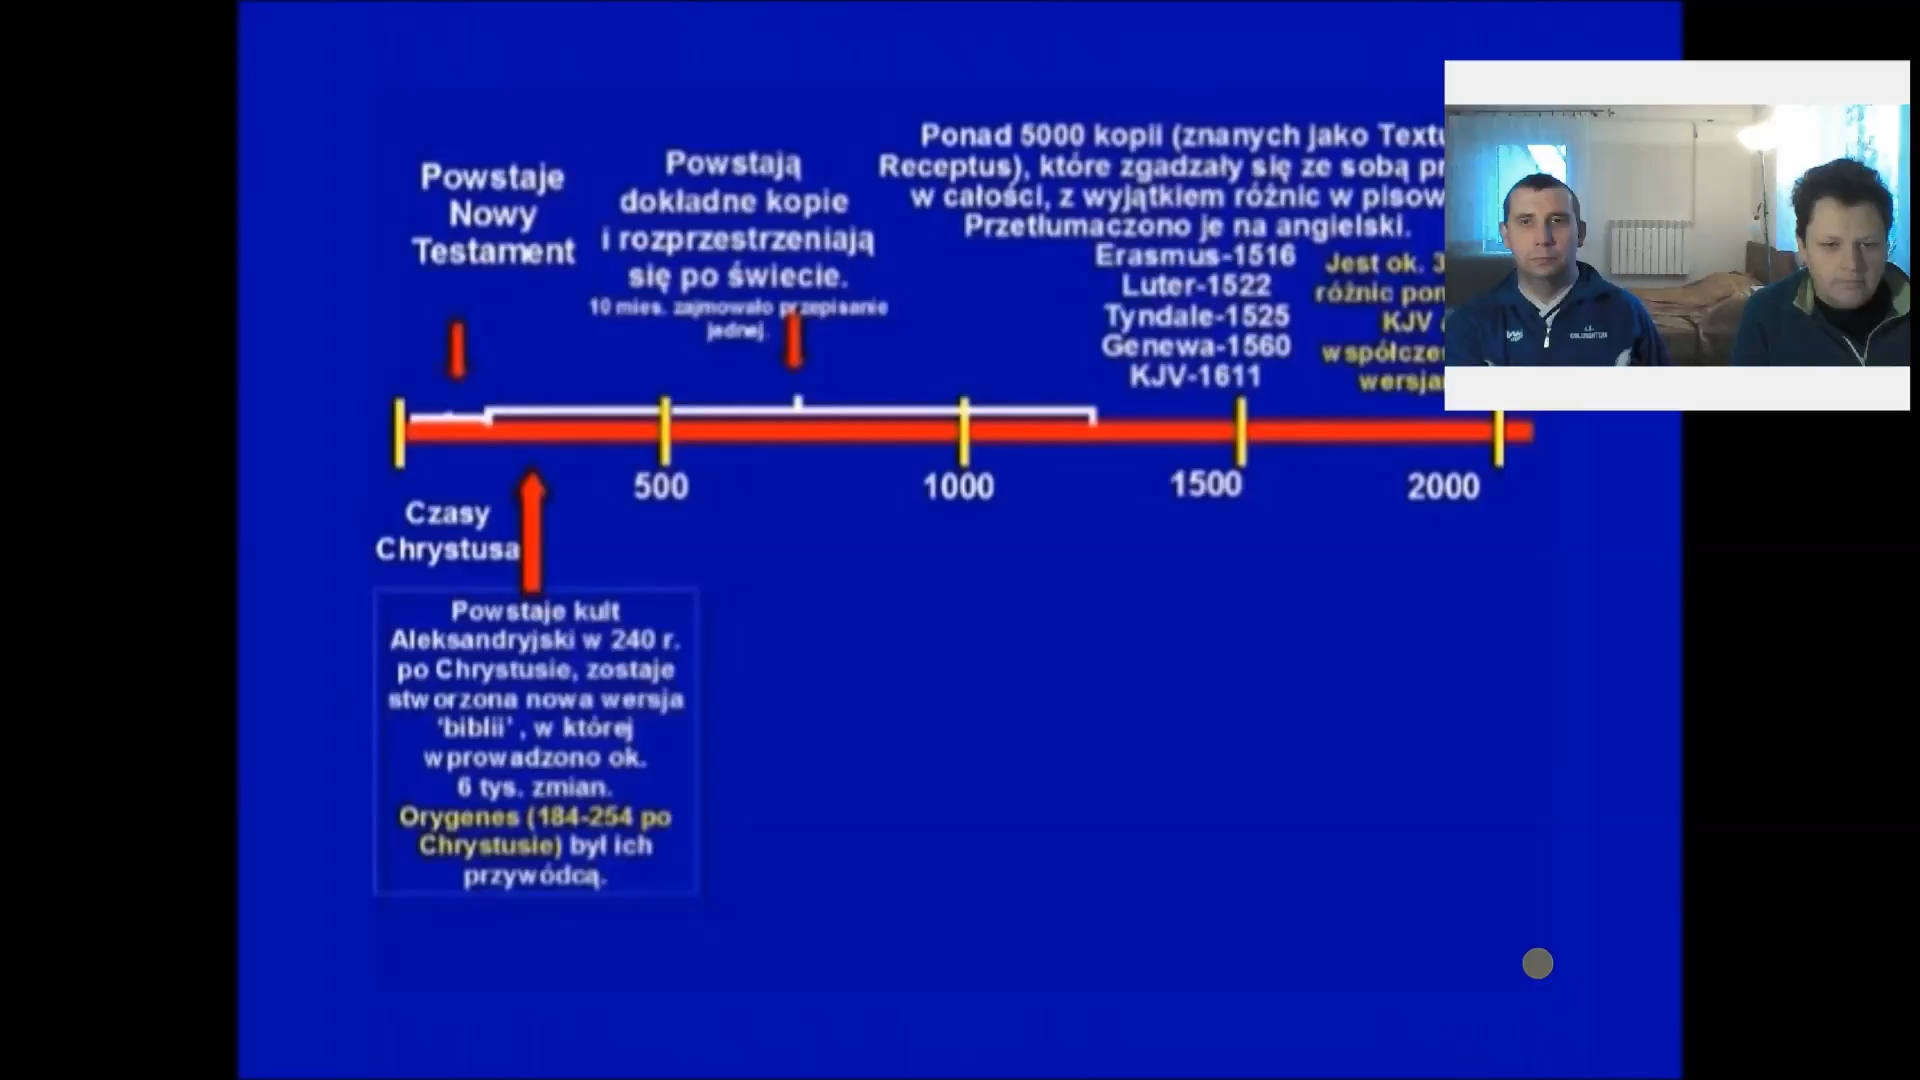 Powstaje
Nowy
Testament
Powstają
dokładne kopie
i rozprzestrzeniają
się po świecie.
10 mies. zajmowało przepisanie
jednej.
Ponad 5000 kopii (znanych jako
Receptus), które zgadzały się ze sobą
w całości, z wyjątkiem różnic w
Przetłumaczono je na angielski.
Erasmus-1516
Luter-1522
Tyndale-1525
Genewa-1560
KJV-1611
Jest ok.
różnic
KJV
500
1000
1500
2000
Czasy
Chrystusa
Powstaje kult
Aleksandryjski w 240 r.
po Chrystusie, zostaje
stworzona nowa wersja
‘biblii’ , w której
wprowadzono ok.
6 tys. zmian.
Orygenes (184-254 po
Chrystusie) był ich
przywódcą.